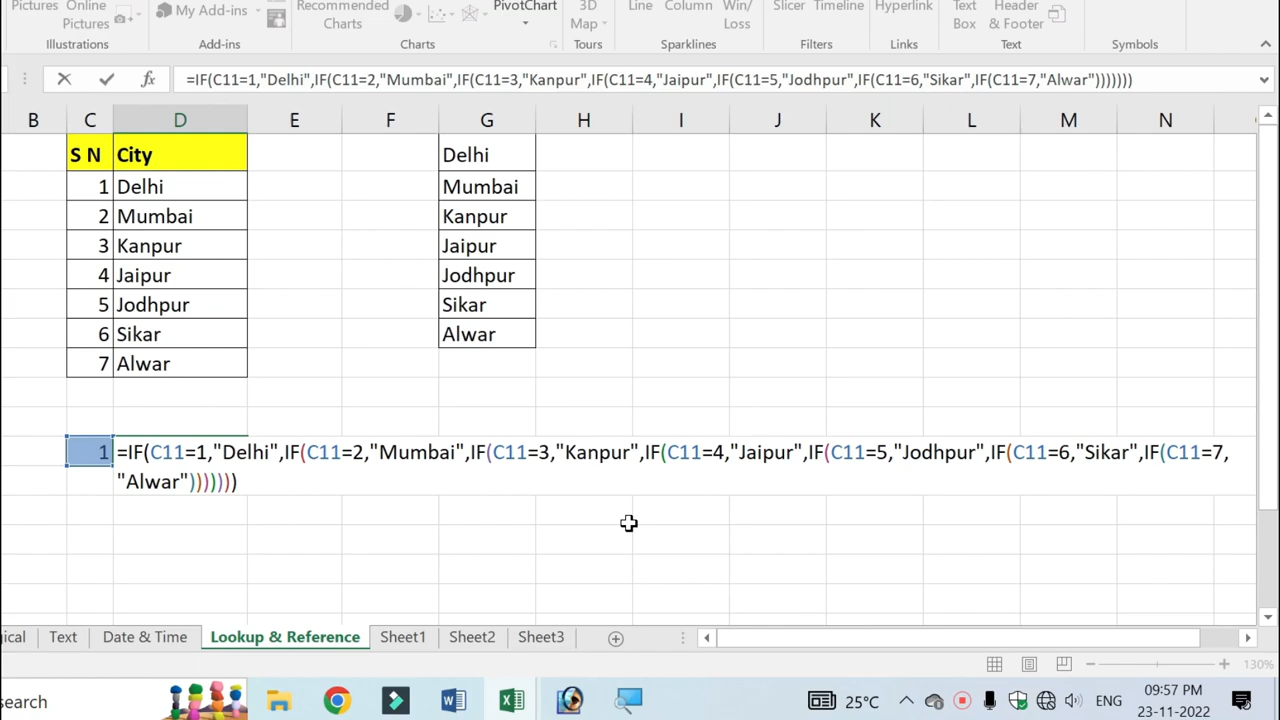 Pictures
Online
Pictures
My Add-ins
Recommended
Charts
PivotChart
3D
Map
Line
Column
Win/
Loss
Slicer
Timeline
Hyperlink
Text
Box
Header
& Footer
Illustrations
Add-ins
Charts
Tours
Sparklines
Filters
Links
Text
Symbols
fx
=IF(C11=1,"Delhi",IF(C11=2,"Mumbai",IF(C11=3,"Kanpur",IF(C11=4,"Jaipur",IF(C11=5,"Jodhpur",IF(C11=6,"Sikar",IF(C11=7,"Alwar")))))))
B C D E F G H I J K L M N
S N City Delhi
1 Delhi Mumbai
2 Mumbai Kanpur
3 Kanpur Jaipur
4 Jaipur Jodhpur
5 Jodhpur Sikar
6 Sikar Alwar
7 Alwar
1 =IF(C11=1,"Delhi",IF(C11=2,"Mumbai",IF(C11=3,"Kanpur",IF(C11=4,"Jaipur",IF(C11=5,"Jodhpur",IF(C11=6,"Sikar",IF(C11=7,
"Alwar")))))))
gical Text Date & Time Lookup & Reference Sheet1 Sheet2 Sheet3
130%
search
25°C
ENG
09:57 PM
23-11-2022